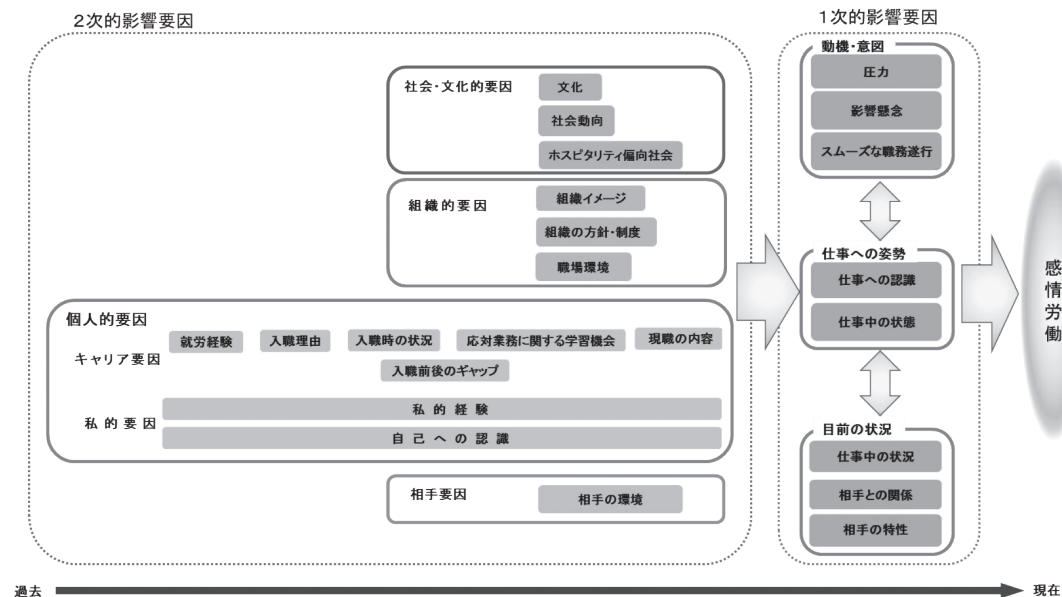 2次的影響要因
社会・文化的要因
文化
社会動向
ホスピタリティ偏向社会
組織的要因
組織イメージ
組織の方針・制度
職場環境
個人的要因
キャリア要因
就労経験
入職理由
入職時の状況
応対業務に関する学習機会
現職の内容
入職前後のギャップ
私的要因
私的経験
自己への認識
相手要因
相手の環境
1次的影響要因
動機・意図
圧力
影響懸念
スムーズな職務遂行
仕事への姿勢
仕事への認識
仕事中の状態
目前の状況
仕事中の状況
相手との関係
相手の特性
感情労働
過去
現在